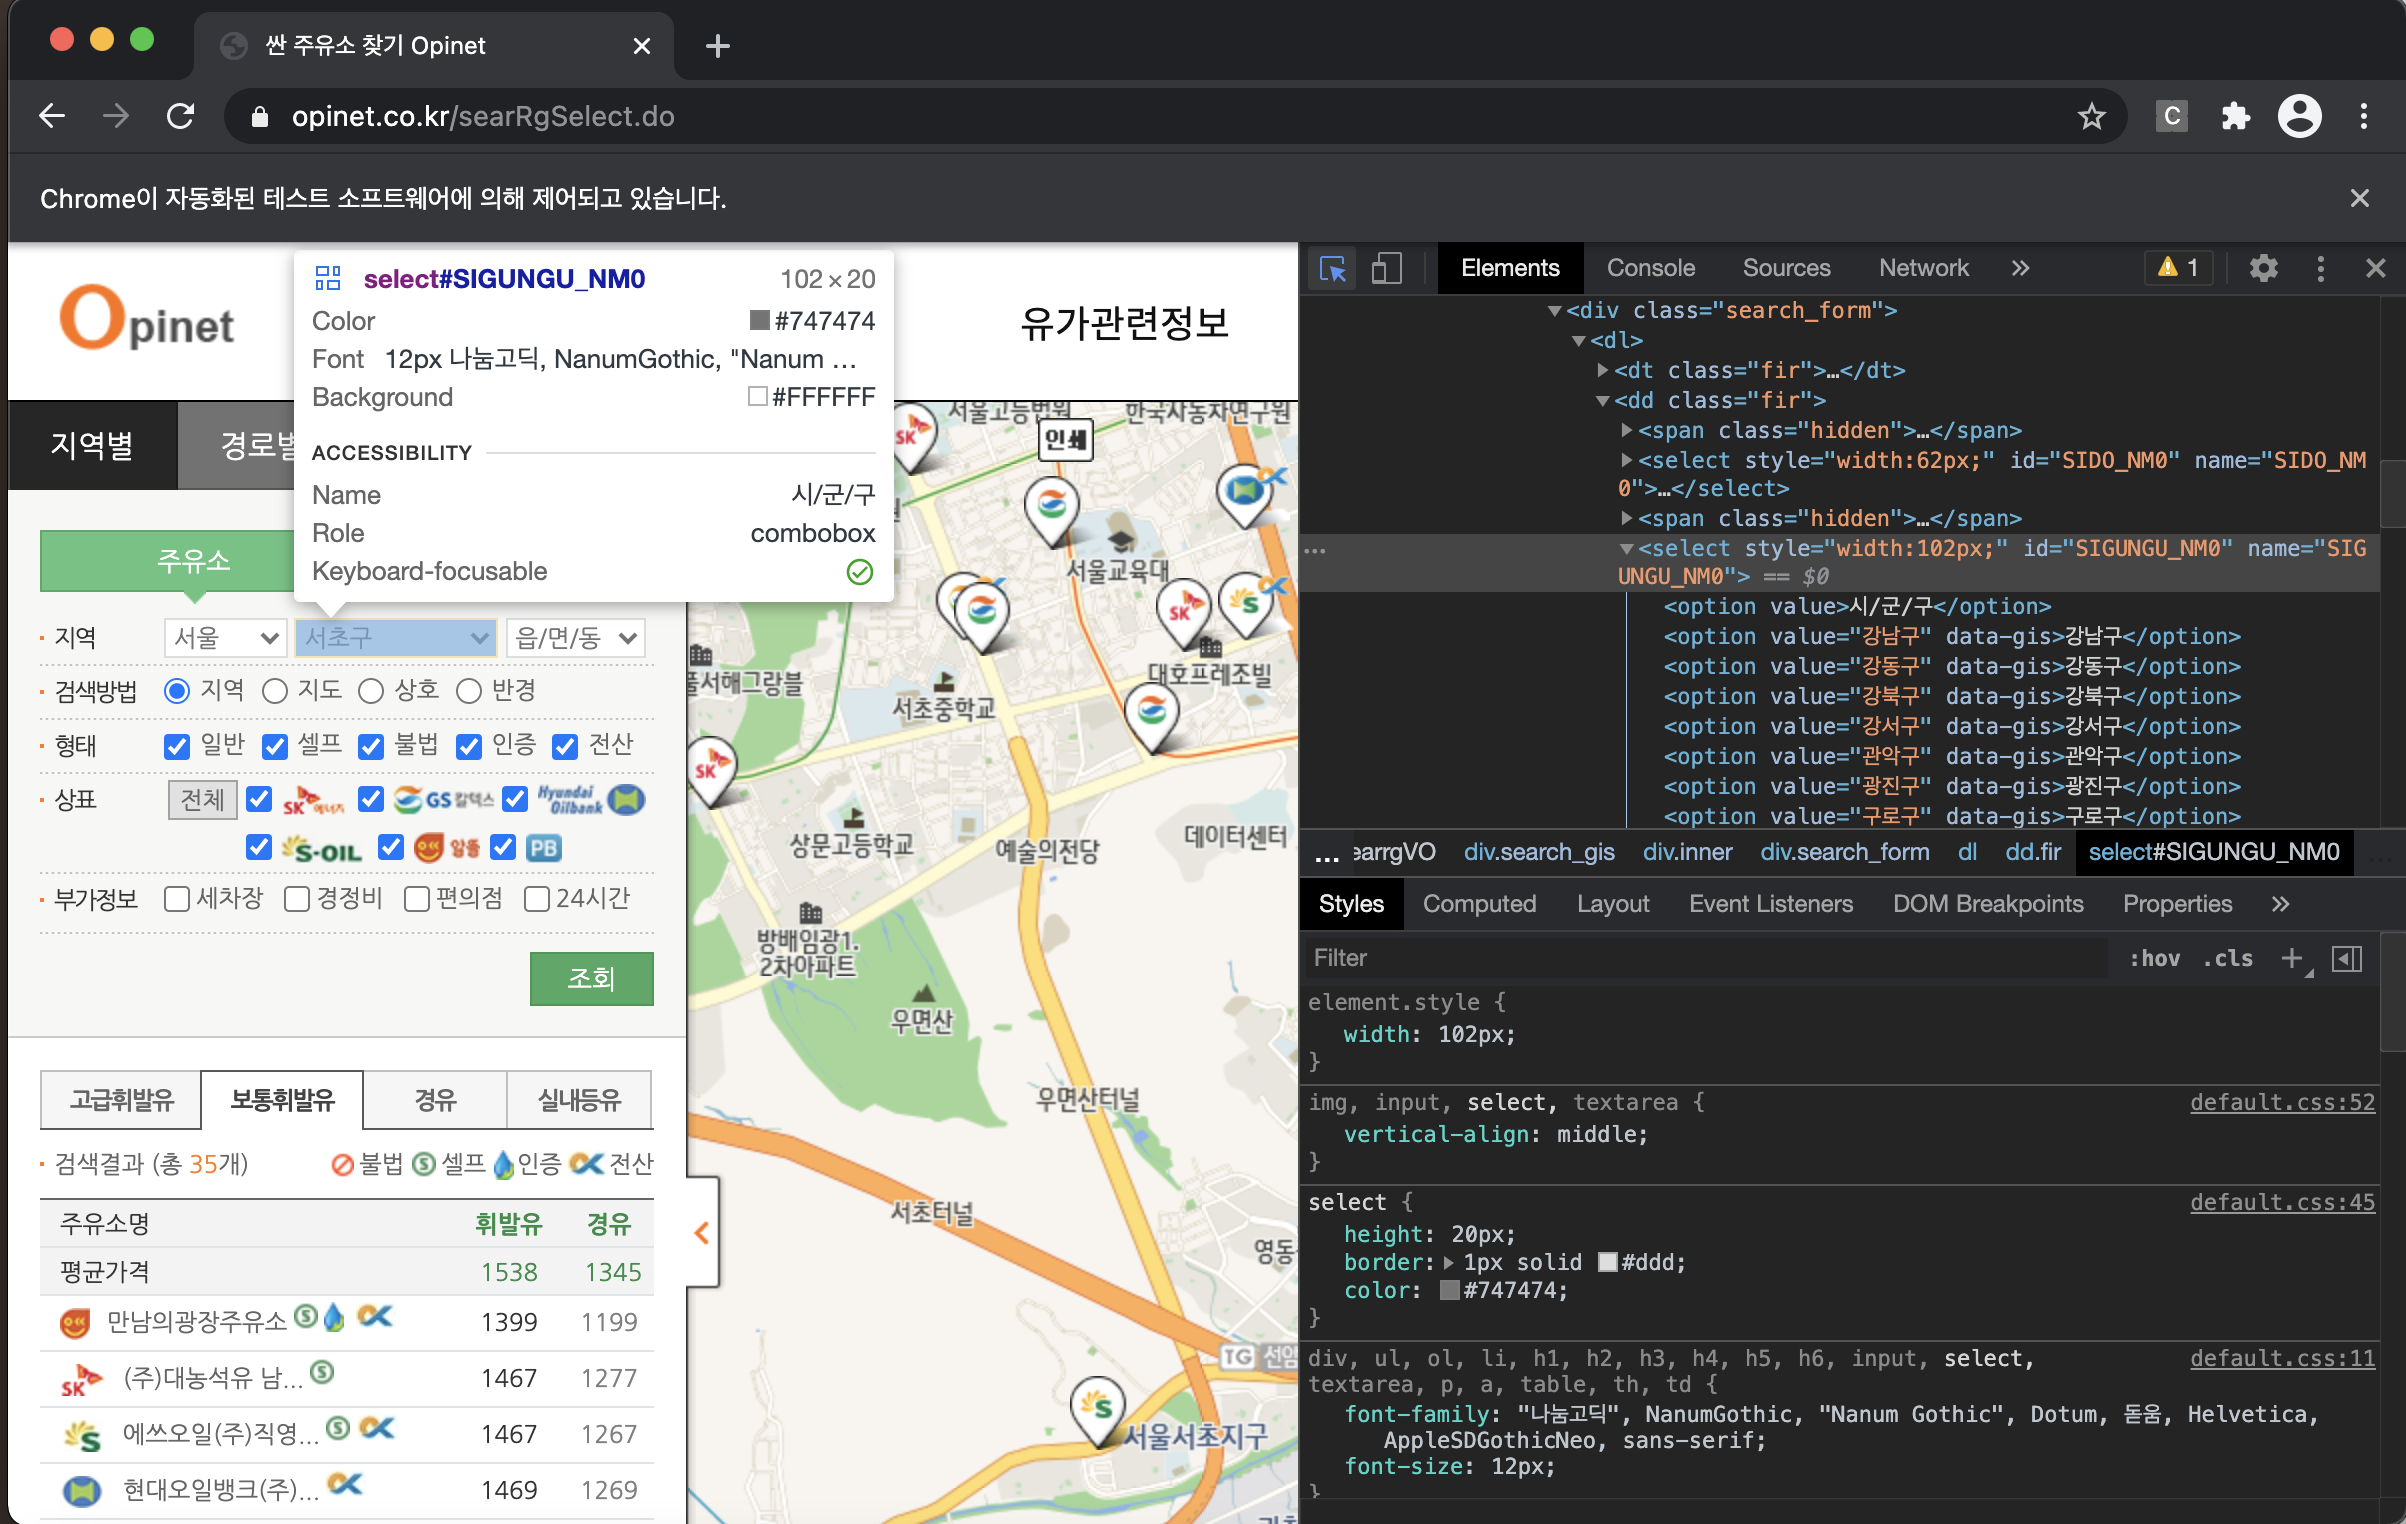 싼 주유소 찾기 Opinet
opinet.co.kr/searRgSelect.do
C
Chrome이 자동화된 테스트 소프트웨어에 의해 제어되고 있습니다.
Opinet
유가관련정보
select#SIGUNGU_NM0 102 × 20
Color #747474
Font 12px 나눔고딕, NanumGothic, "Nanum …
Background #FFFFFF
ACCESSIBILITY
Name 시/군/구
Role combobox
Keyboard-focusable
지역별 경로별
주유소
지역 서울 서초구 읍/면/동
검색방법 지역 지도 상호 반경
형태 일반 셀프 불법 인증 전산
상표 전체 SK에너지 GS칼텍스 Hyundai Oilbank
S-OIL 알뜰 PB
부가정보 세차장 경정비 편의점 24시간
조회
고급휘발유 보통휘발유 경유 실내등유
검색결과 (총 35개) 불법 S 셀프 인증 전산
주유소명 휘발유 경유
평균가격 1538 1345
만남의광장주유소 S 1399 1199
SK (주)대농석유 남... S 1467 1277
S 에쓰오일(주)직영... S 1467 1267
현대오일뱅크(주)... 1469 1269
서울고등법원 한국자동차연구원
SK
인쇄
서울교육대
SK S
대호프레조빌
서초중학교
SK
상문고등학교
예술의전당
데이터센터
방배임광1.
2차아파트
우면산
우면산터널
서초터널
TG 선암
S
서울서초지구
Elements Console Sources Network » 1
<div class="search_form">
<dl>
<dt class="fir">…</dt>
<dd class="fir">
<span class="hidden">…</span>
<select style="width:62px;" id="SIDO_NM0" name="SIDO_NM
0">…</select>
<span class="hidden">…</span>
<select style="width:102px;" id="SIGUNGU_NM0" name="SIG
UNGU_NM0"> == $0
<option value>시/군/구</option>
<option value="강남구" data-gis>강남구</option>
<option value="강동구" data-gis>강동구</option>
<option value="강북구" data-gis>강북구</option>
<option value="강서구" data-gis>강서구</option>
<option value="관악구" data-gis>관악구</option>
<option value="광진구" data-gis>광진구</option>
<option value="구로구" data-gis>구로구</option>
... earrgVO div.search_gis div.inner div.search_form dl dd.fir select#SIGUNGU_NM0 ...
Styles Computed Layout Event Listeners DOM Breakpoints Properties »
Filter :hov .cls +
element.style {
width: 102px;
}
img, input, select, textarea { default.css:52
vertical-align: middle;
}
select { default.css:45
height: 20px;
border: 1px solid #ddd;
color: #747474;
}
div, ul, ol, li, h1, h2, h3, h4, h5, h6, input, select, default.css:11
textarea, p, a, table, th, td {
font-family: "나눔고딕", NanumGothic, "Nanum Gothic", Dotum, 돋움, Helvetica,
AppleSDGothicNeo, sans-serif;
font-size: 12px;
}